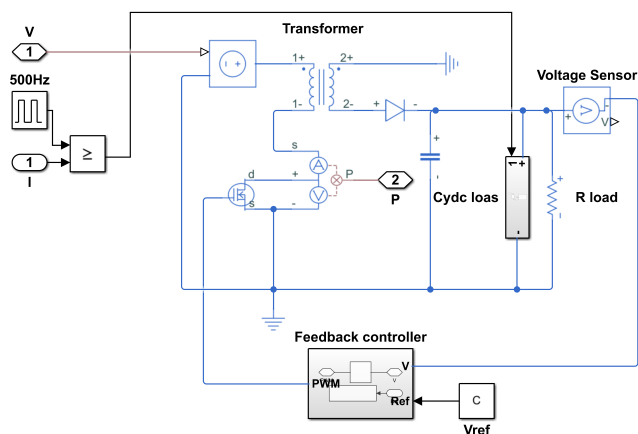 V
1
Transformer
1+
2+
500Hz
Voltage Sensor
1-
2-
+
-
+
V
≥
1
I
s
+
A
P
2
P
d
+
V
s
-
-
1+
-
Cydc loas
+
R load
Feedback controller
V
PWM
v
Ref
C
Vref